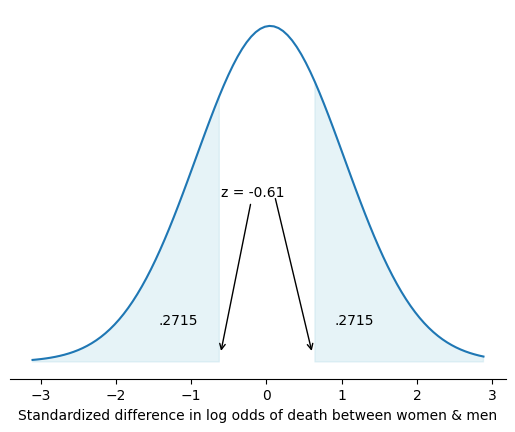 z = -0.61
.2715 .2715
−3 −2 −1 0 1 2 3
Standardized difference in log odds of death between women & men